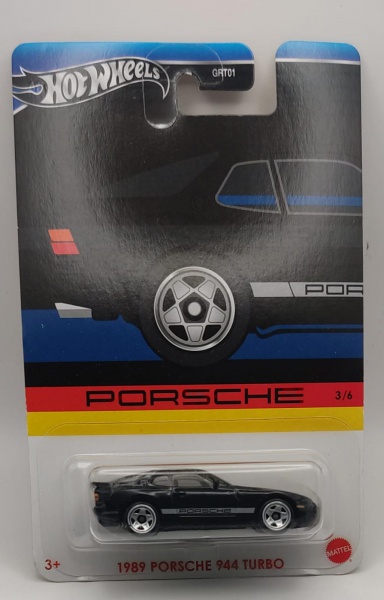 HOT WHEELS
GRT01
POR
PORSCHE
3/6
PORSCHE
3+
1989 PORSCHE 944 TURBO
MATTEL